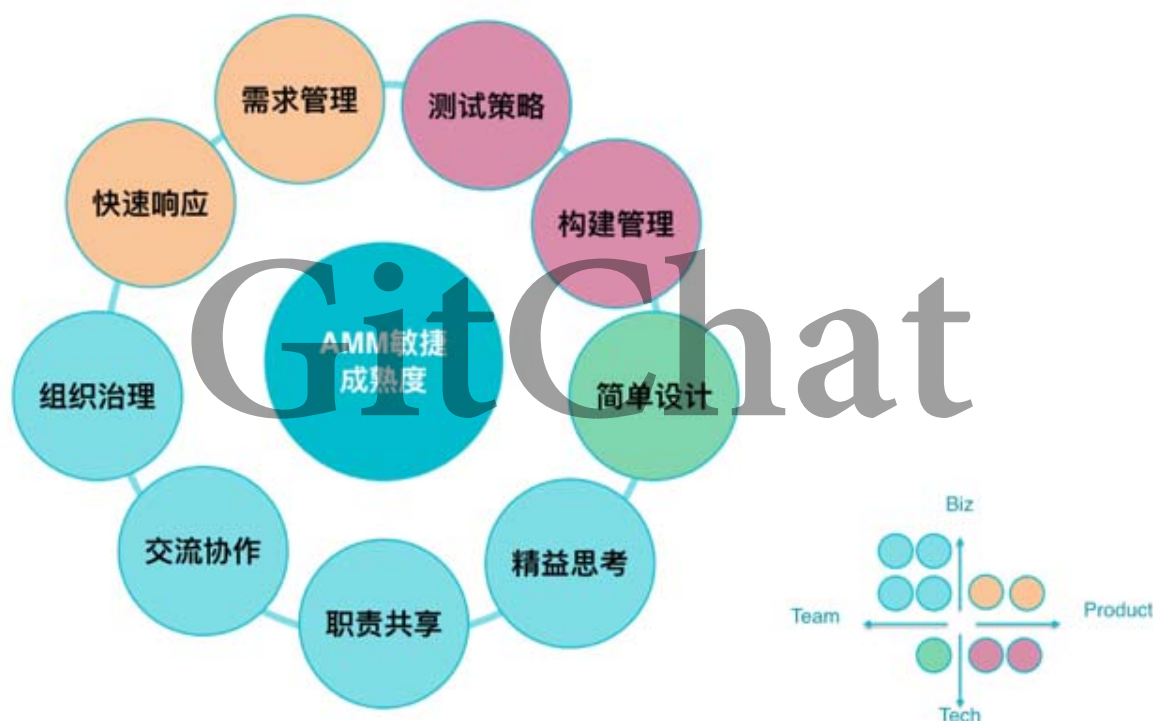 需求管理
测试策略
快速响应
构建管理
GitChat
AMM敏捷
成熟度
组织治理
简单设计
交流协作
精益思考
职责共享
Biz
Team
Product
Tech